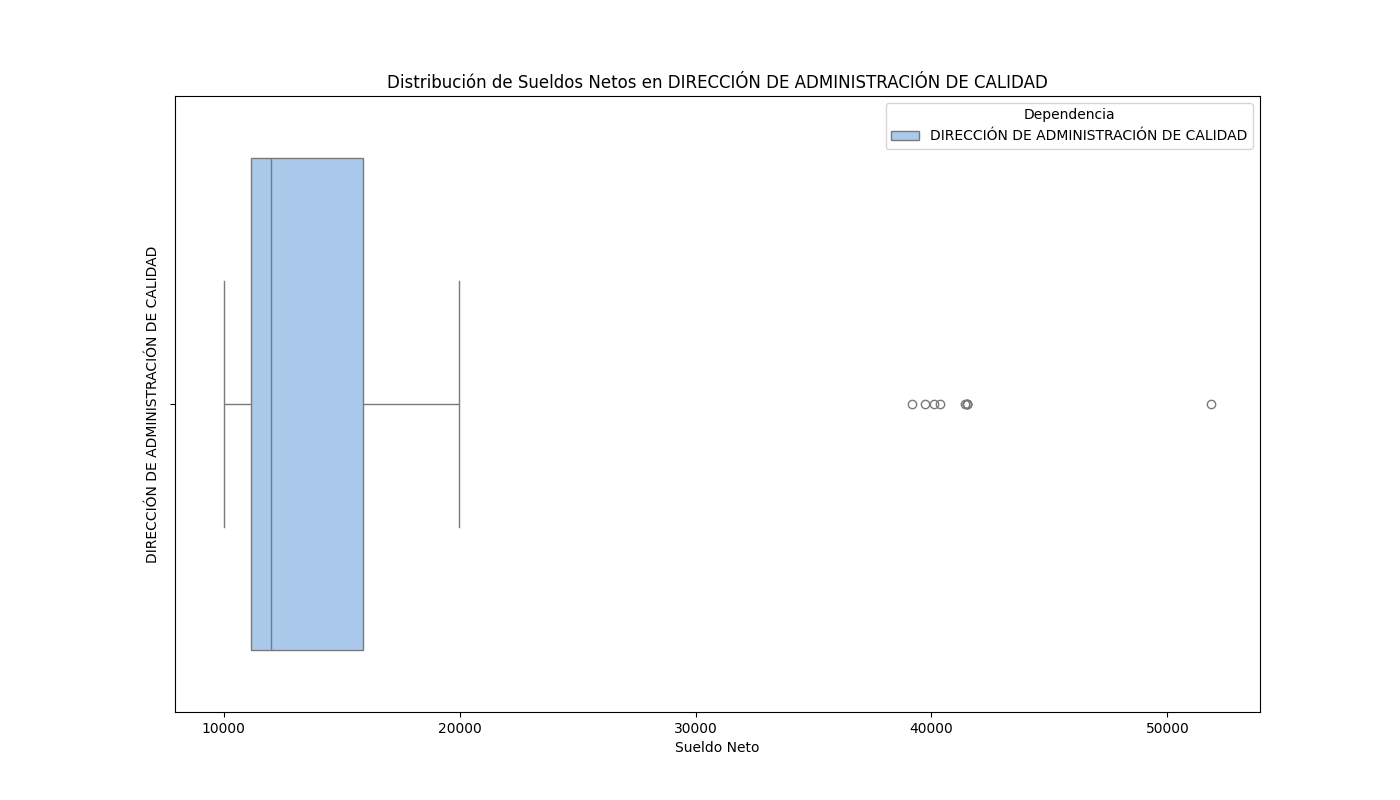 Distribución de Sueldos Netos en DIRECCIÓN DE ADMINISTRACIÓN DE CALIDAD
Dependencia
DIRECCIÓN DE ADMINISTRACIÓN DE CALIDAD
DIRECCIÓN DE ADMINISTRACIÓN DE CALIDAD
10000 20000 30000 40000 50000
Sueldo Neto